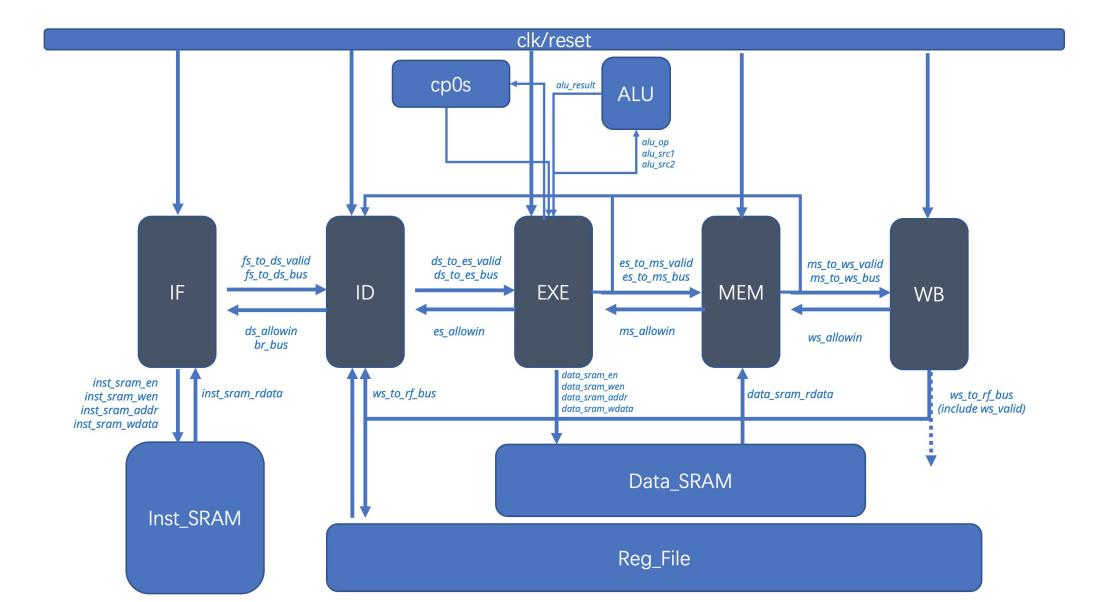 clk/reset
cp0s
alu_result
ALU
alu_op
alu_src1
alu_src2
IF
fs_to_ds_valid
fs_to_ds_bus
ds_allowin
br_bus
ID
ds_to_es_valid
ds_to_es_bus
es_allowin
EXE
es_to_ms_valid
es_to_ms_bus
ms_allowin
MEM
ms_to_ws_valid
ms_to_ws_bus
ws_allowin
WB
inst_sram_en
inst_sram_wen
inst_sram_addr
inst_sram_wdata
inst_sram_rdata
ws_to_rf_bus
data_sram_en
data_sram_wen
data_sram_addr
data_sram_wdata
data_sram_rdata
ws_to_rf_bus
(include ws_valid)
Inst_SRAM
Data_SRAM
Reg_File